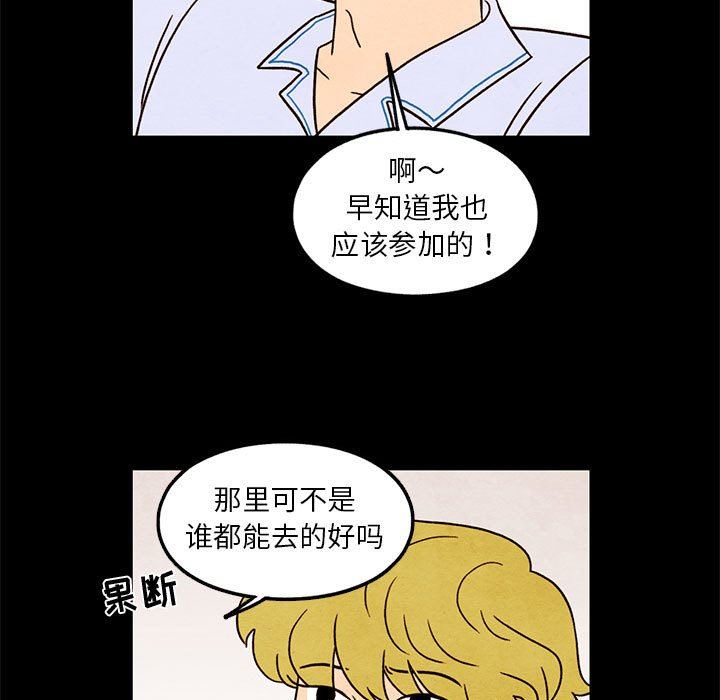 啊～
早知道我也
应该参加的！
那里可不是
谁都能去的好吗
果断